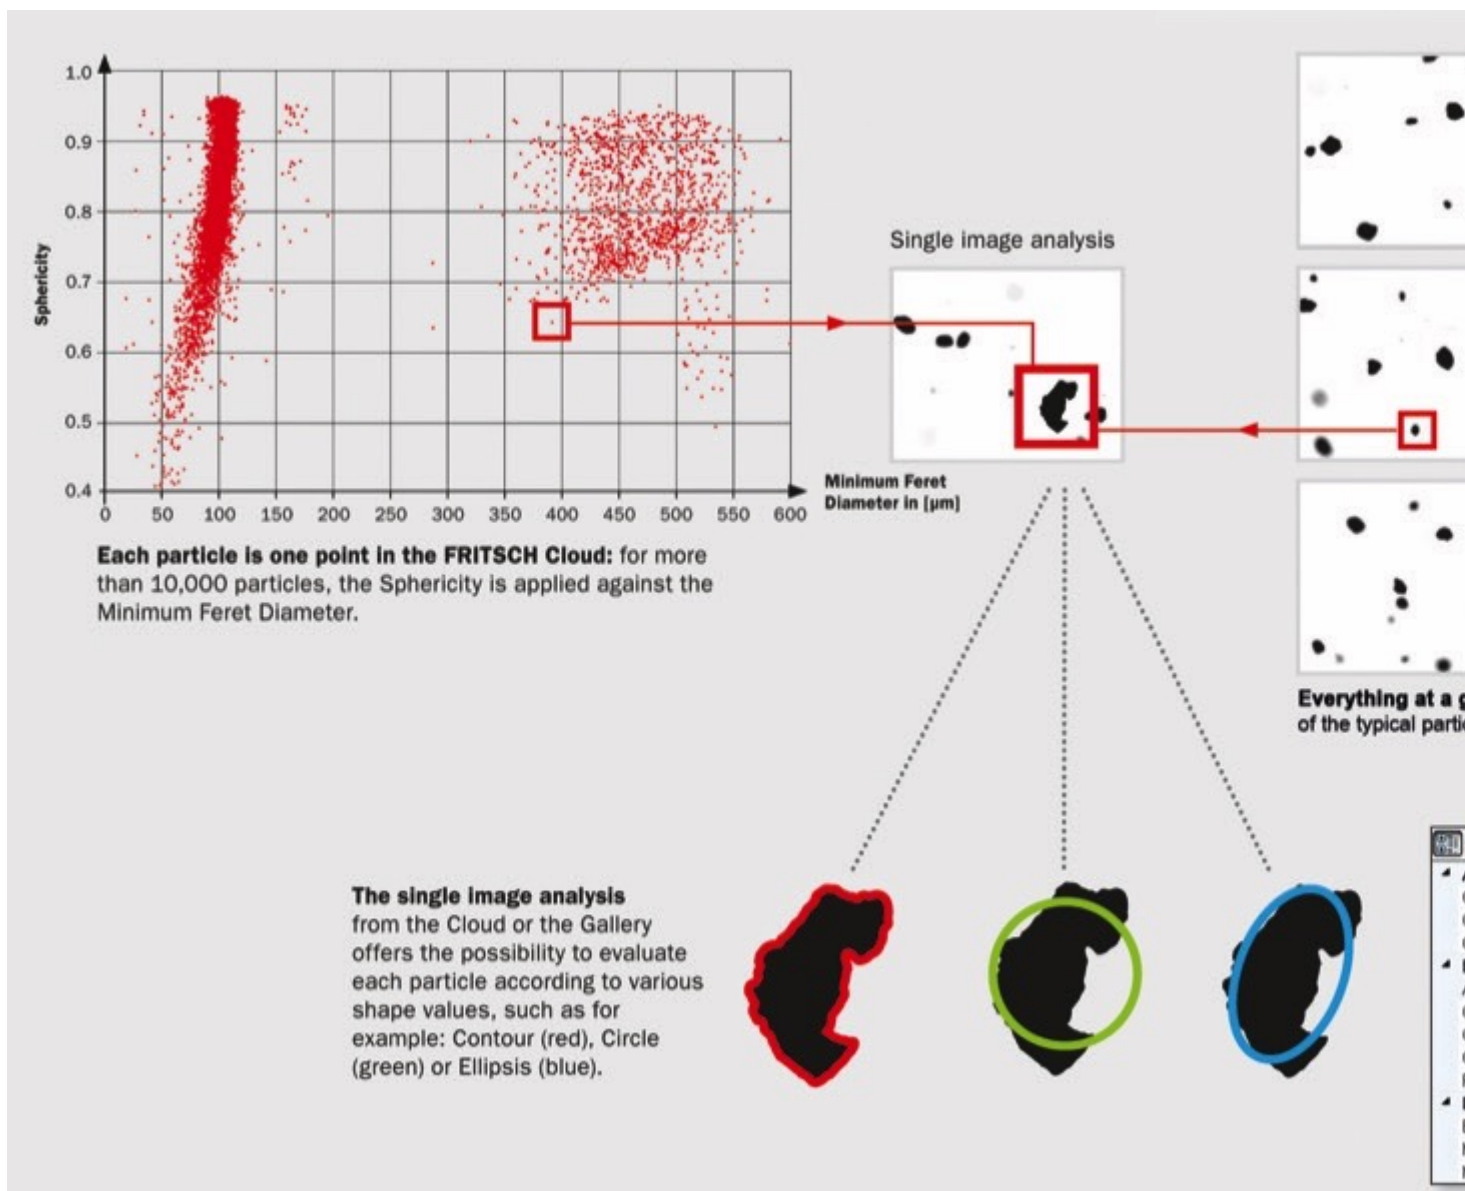 1.0
0.9
0.8
0.7
0.6
0.5
0.4
Sphericity
0 50 100 150 200 250 300 350 400 450 500 550 600
Minimum Feret
Diameter in [µm]
Each particle is one point in the FRITSCH Cloud: for more
than 10,000 particles, the Sphericity is applied against the
Minimum Feret Diameter.
Single image analysis
Everything at a
of the typical
The single image analysis
from the Cloud or the Gallery
offers the possibility to evaluate
each particle according to various
shape values, such as for
example: Contour (red), Circle
(green) or Ellipsis (blue).